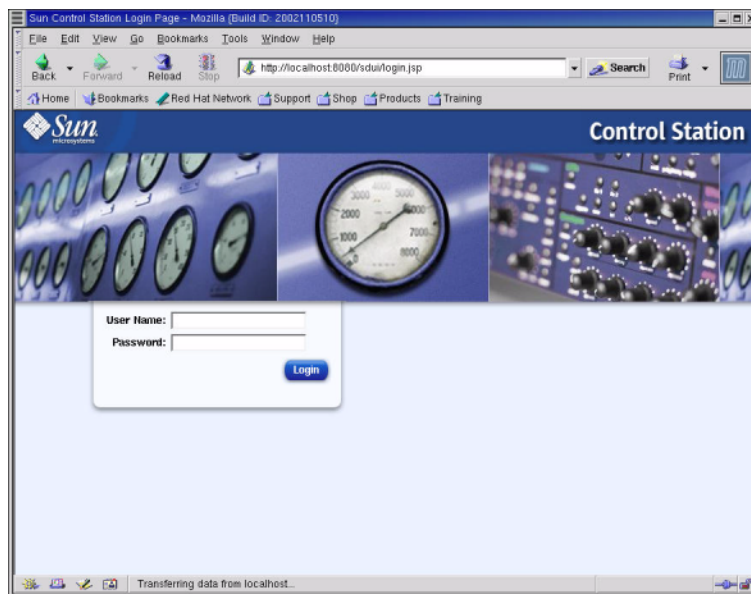 Sun Control Station Login Page - Mozilla {Build ID: 2002110510}
File Edit View Go Bookmarks Tools Window Help
Back Forward Reload Stop http://localhost:8080/sdui/login.jsp Search Print
Home Bookmarks Red Hat Network Support Shop Products Training
Sun microsystems Control Station
3000 4000 5000
2000 6000
1000 7000
0 8000
User Name:
Password:
Login
Transferring data from localhost...